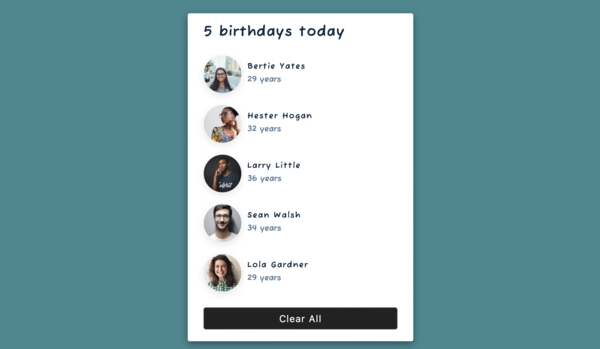 5 birthdays today
Bertie Yates
29 years
Hester Hogan
32 years
Larry Little
36 years
Sean Walsh
34 years
Lola Gardner
29 years
Clear All